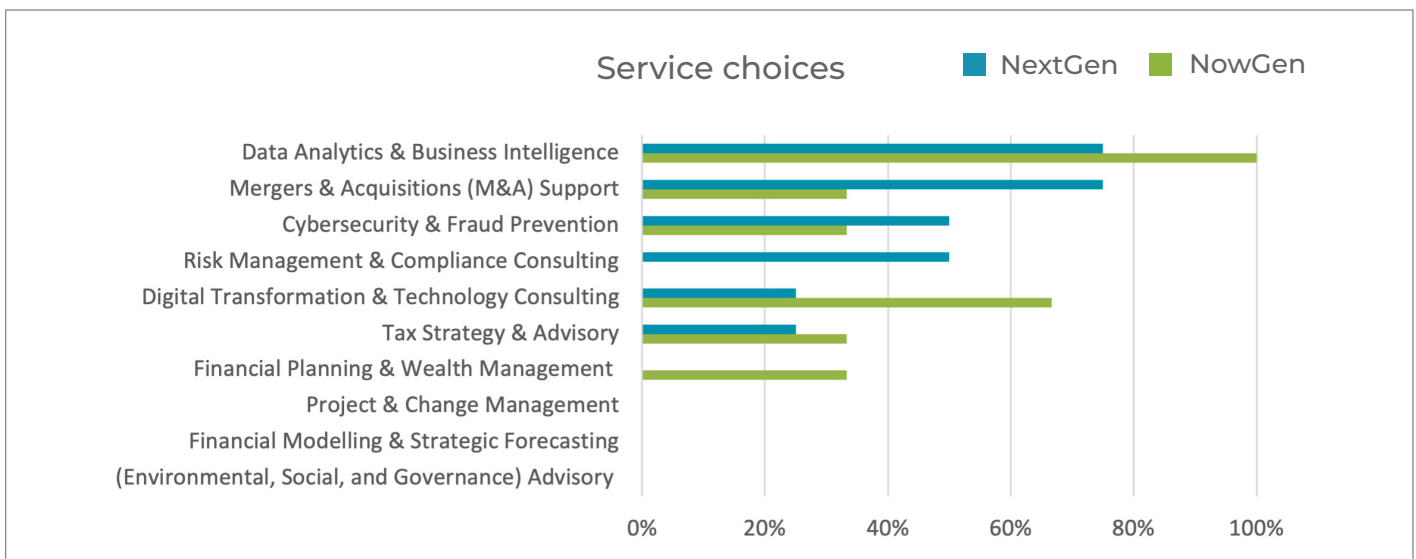 Service choices
NextGen
NowGen
Data Analytics & Business Intelligence
Mergers & Acquisitions (M&A) Support
Cybersecurity & Fraud Prevention
Risk Management & Compliance Consulting
Digital Transformation & Technology Consulting
Tax Strategy & Advisory
Financial Planning & Wealth Management
Project & Change Management
Financial Modelling & Strategic Forecasting
(Environmental, Social, and Governance) Advisory
0% 20% 40% 60% 80% 100%